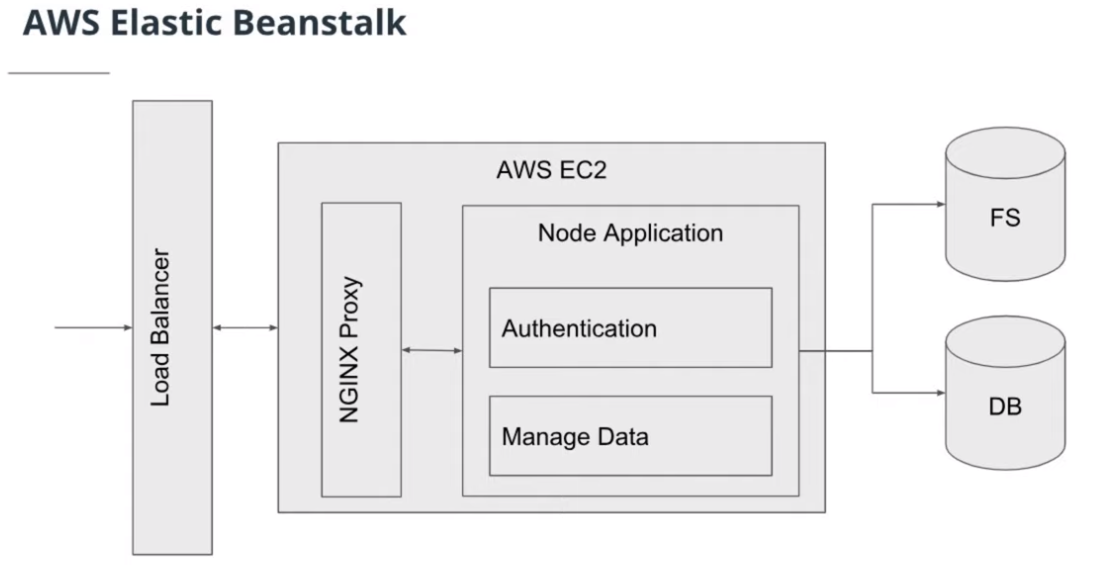 AWS Elastic Beanstalk
Load Balancer
AWS EC2
NGINX Proxy
Node Application
Authentication
Manage Data
FS
DB